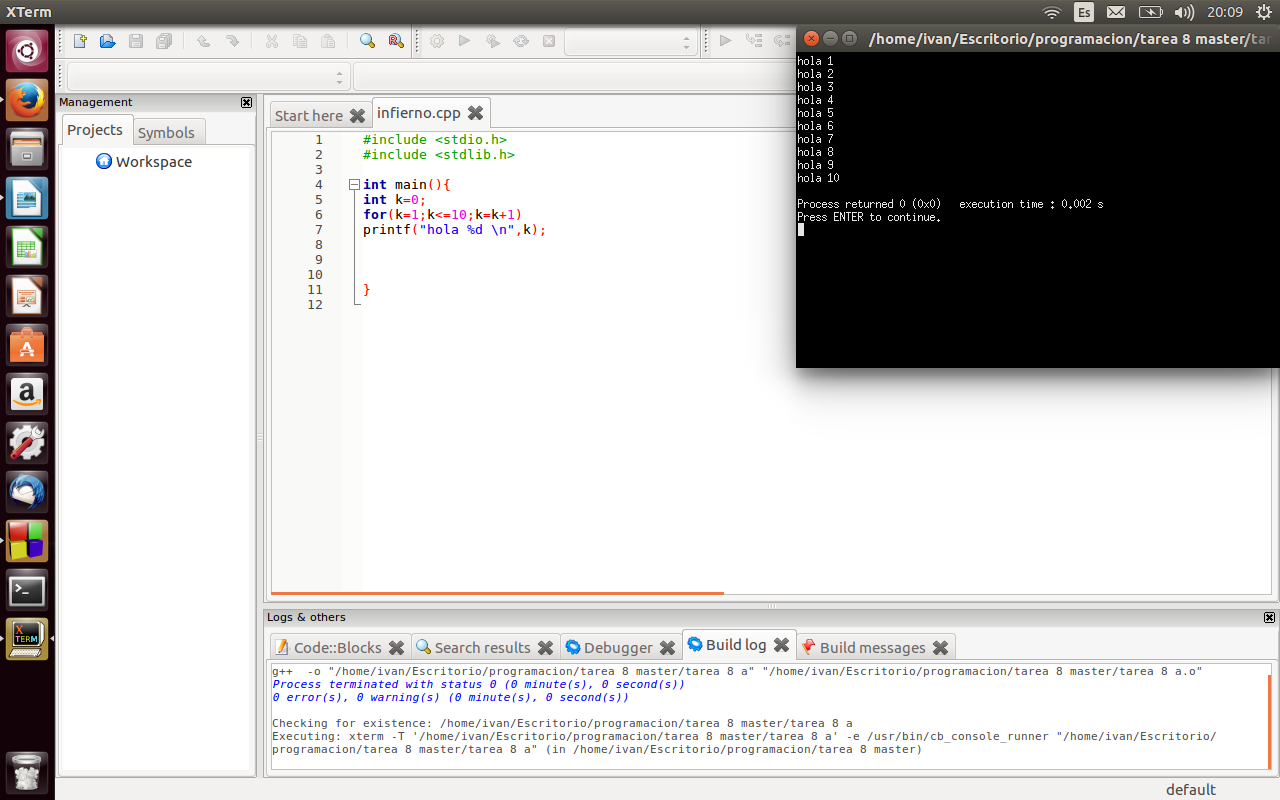 XTerm
Es
20:09
/home/ivan/Escritorio/programacion/tarea 8 master/tar
Management
Projects
Symbols
Workspace
Start here
infierno.cpp
1 #include <stdio.h>
2 #include <stdlib.h>
3
4 int main(){
5 int k=0;
6 for(k=1;k<=10;k=k+1)
7 printf("hola %d \n",k);
8
9
10
11 }
12
hola 1
hola 2
hola 3
hola 4
hola 5
hola 6
hola 7
hola 8
hola 9
hola 10
Process returned 0 (0x0)   execution time : 0.002 s
Press ENTER to continue.
Logs & others
Code::Blocks
Search results
Debugger
Build log
Build messages
g++  -o "/home/ivan/Escritorio/programacion/tarea 8 master/tarea 8 a" "/home/ivan/Escritorio/programacion/tarea 8 master/tarea 8 a.o"
Process terminated with status 0 (0 minute(s), 0 second(s))
0 error(s), 0 warning(s) (0 minute(s), 0 second(s))
Checking for existence: /home/ivan/Escritorio/programacion/tarea 8 master/tarea 8 a
Executing: xterm -T '/home/ivan/Escritorio/programacion/tarea 8 master/tarea 8 a' -e /usr/bin/cb_console_runner "/home/ivan/Escritorio/
programacion/tarea 8 master/tarea 8 a" (in /home/ivan/Escritorio/programacion/tarea 8 master)
default
X
TERM